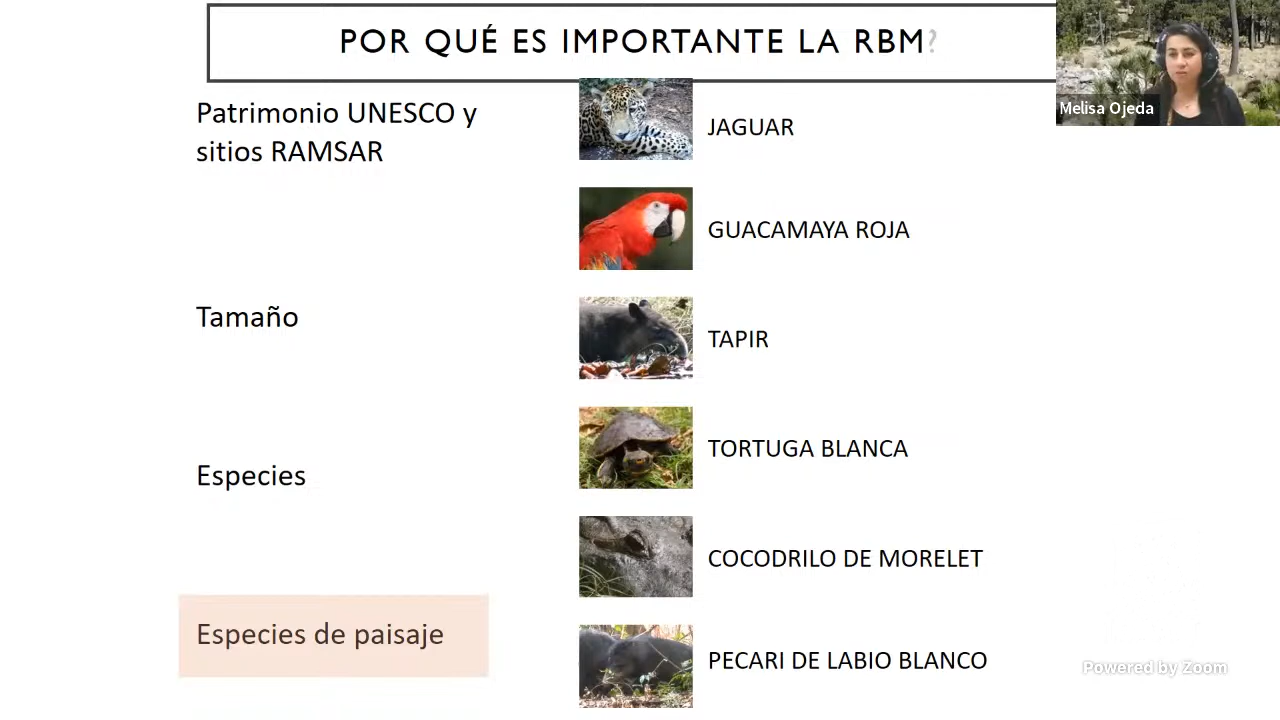 POR QUÉ ES IMPORTANTE LA RBM?
Melisa Ojeda
Patrimonio UNESCO y
sitios RAMSAR
Tamaño
Especies
Especies de paisaje
JAGUAR
GUACAMAYA ROJA
TAPIR
TORTUGA BLANCA
COCODRILO DE MORELET
PECARI DE LABIO BLANCO
Powered by Zoom